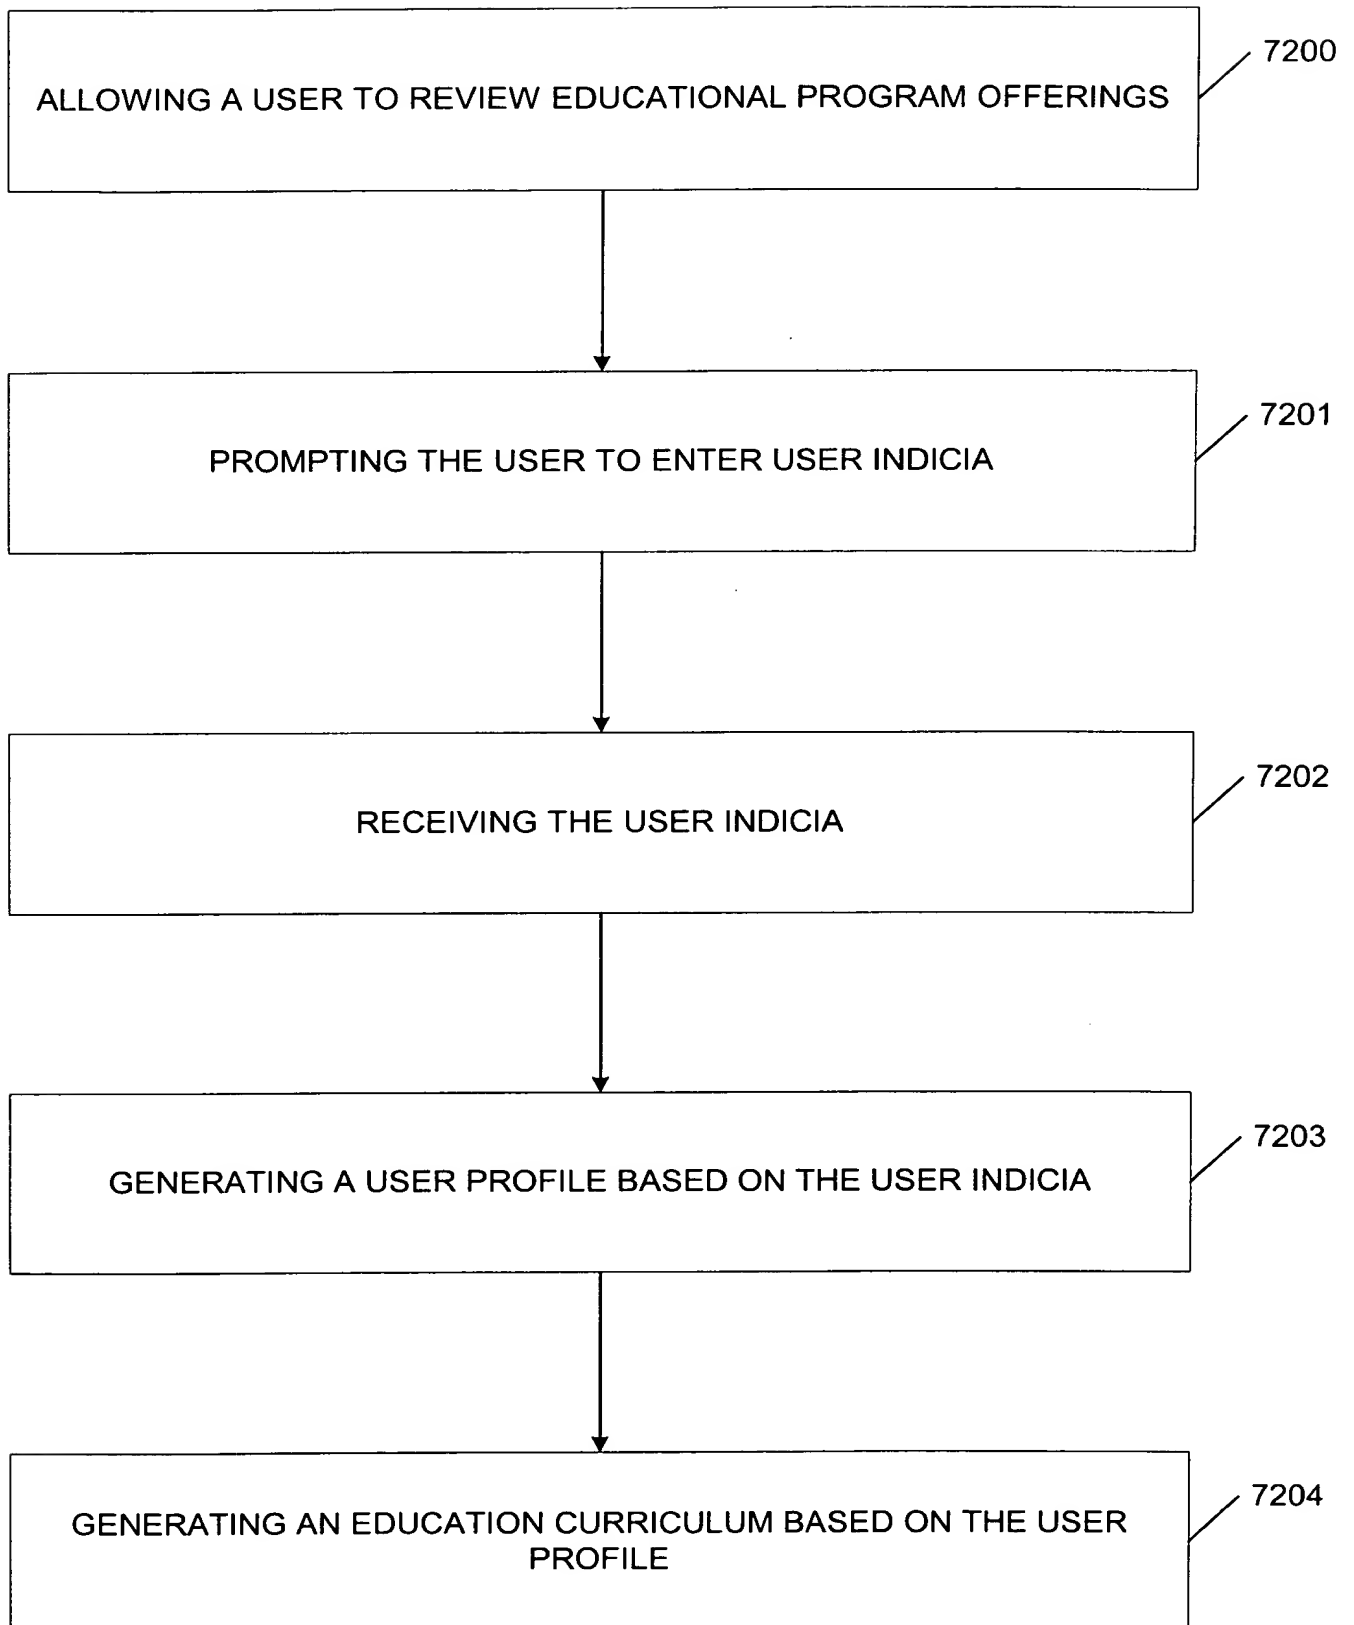 7200
ALLOWING A USER TO REVIEW EDUCATIONAL PROGRAM OFFERINGS
7201
PROMPTING THE USER TO ENTER USER INDICIA
7202
RECEIVING THE USER INDICIA
7203
GENERATING A USER PROFILE BASED ON THE USER INDICIA
7204
GENERATING AN EDUCATION CURRICULUM BASED ON THE USER
PROFILE